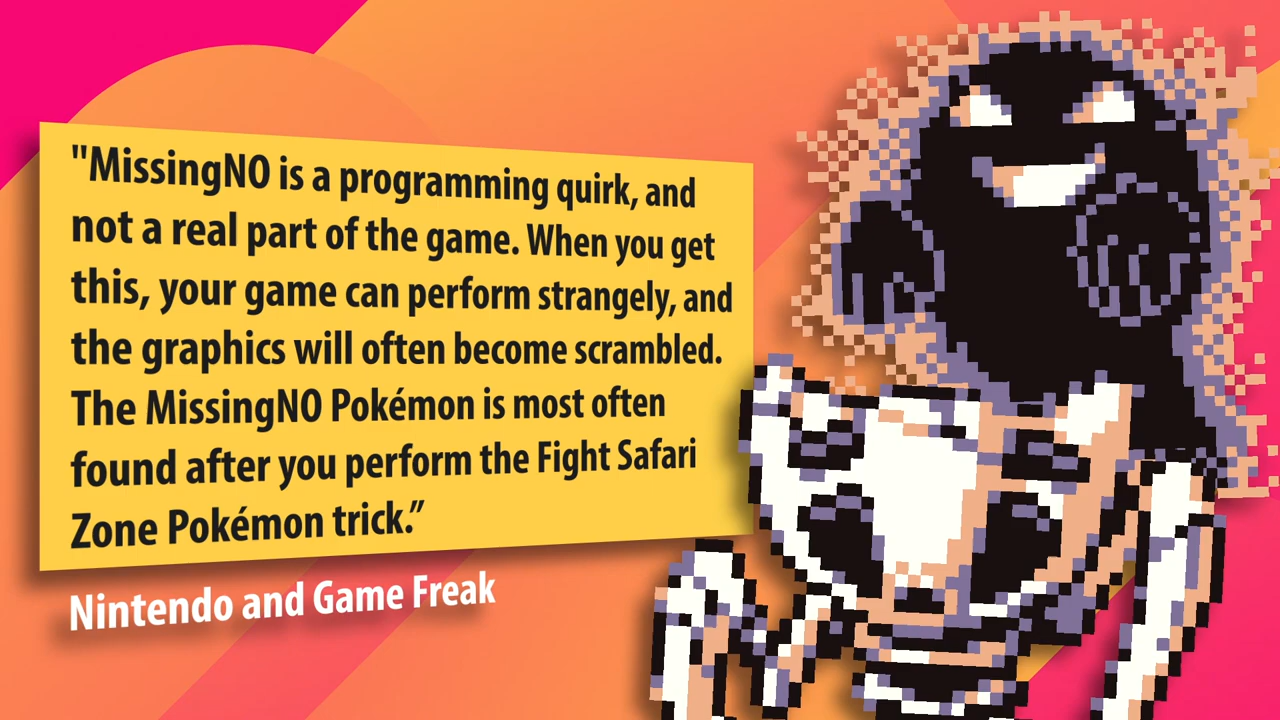 "MissingNO is a programming quirk, and
not a real part of the game. When you get
this, your game can perform strangely, and
the graphics will often become scrambled.
The MissingNO Pokémon is most often
found after you perform the Fight Safari
Zone Pokémon trick.”
Nintendo and Game Freak